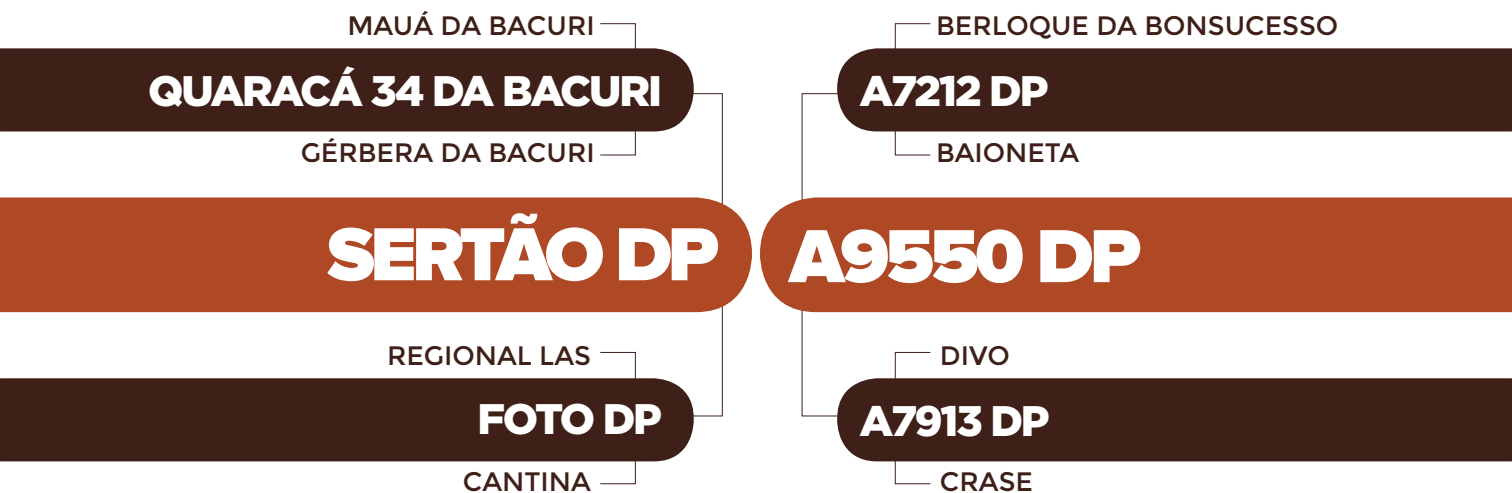 MAUÁ DA BACURI
QUARACÁ 34 DA BACURI
GÉRBERA DA BACURI
SERTÃO DP
REGIONAL LAS
FOTO DP
CANTINA
BERLOQUE DA BONSUCESSO
A7212 DP
BAIONETA
A9550 DP
DIVO
A7913 DP
CRASE